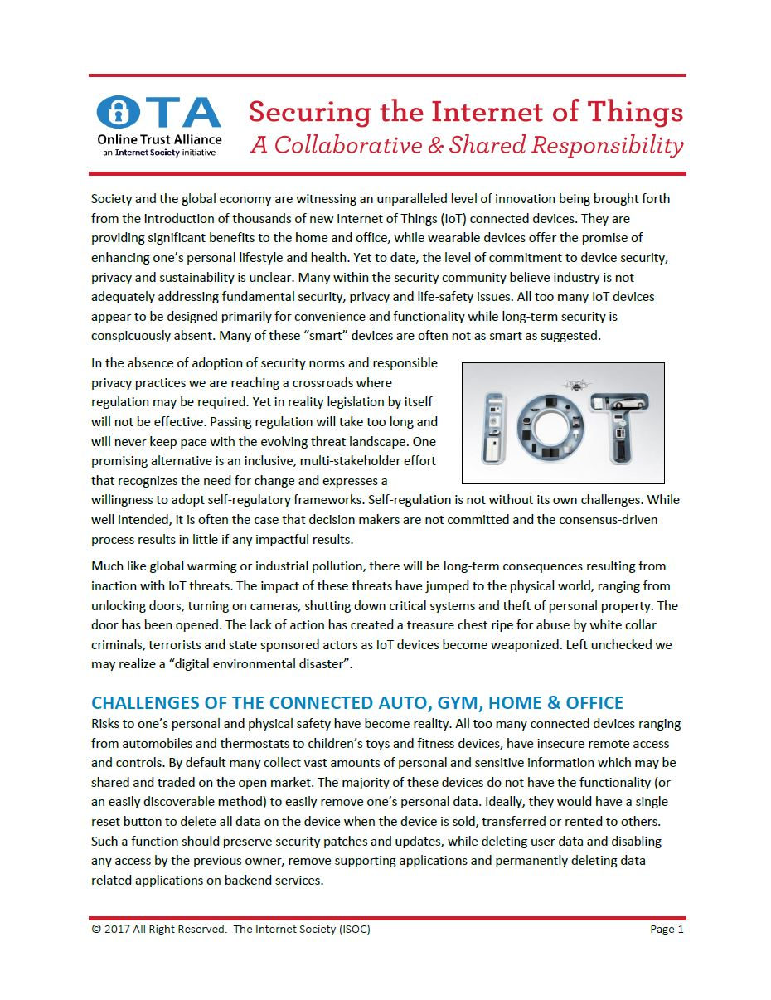 OTA
Online Trust Alliance
an Internet Society initiative
Securing the Internet of Things
A Collaborative & Shared Responsibility
Society and the global economy are witnessing an unparalleled level of innovation being brought forth
from the introduction of thousands of new Internet of Things (IoT) connected devices. They are
providing significant benefits to the home and office, while wearable devices offer the promise of
enhancing one’s personal lifestyle and health. Yet to date, the level of commitment to device security,
privacy and sustainability is unclear. Many within the security community believe industry is not
adequately addressing fundamental security, privacy and life-safety issues. All too many IoT devices
appear to be designed primarily for convenience and functionality while long-term security is
conspicuously absent. Many of these “smart” devices are often not as smart as suggested.
In the absence of adoption of security norms and responsible
privacy practices we are reaching a crossroads where
regulation may be required. Yet in reality legislation by itself
will not be effective. Passing regulation will take too long and
will never keep pace with the evolving threat landscape. One
promising alternative is an inclusive, multi-stakeholder effort
that recognizes the need for change and expresses a
IOT
willingness to adopt self-regulatory frameworks. Self-regulation is not without its own challenges. While
well intended, it is often the case that decision makers are not committed and the consensus-driven
process results in little if any impactful results.
Much like global warming or industrial pollution, there will be long-term consequences resulting from
inaction with IoT threats. The impact of these threats have jumped to the physical world, ranging from
unlocking doors, turning on cameras, shutting down critical systems and theft of personal property. The
door has been opened. The lack of action has created a treasure chest ripe for abuse by white collar
criminals, terrorists and state sponsored actors as IoT devices become weaponized. Left unchecked we
may realize a “digital environmental disaster”.
CHALLENGES OF THE CONNECTED AUTO, GYM, HOME & OFFICE
Risks to one’s personal and physical safety have become reality. All too many connected devices ranging
from automobiles and thermostats to children’s toys and fitness devices, have insecure remote access
and controls. By default many collect vast amounts of personal and sensitive information which may be
shared and traded on the open market. The majority of these devices do not have the functionality (or
an easily discoverable method) to easily remove one’s personal data. Ideally, they would have a single
reset button to delete all data on the device when the device is sold, transferred or rented to others.
Such a function should preserve security patches and updates, while deleting user data and disabling
any access by the previous owner, remove supporting applications and permanently deleting data
related applications on backend services.
© 2017 All Right Reserved. The Internet Society (ISOC)
Page 1